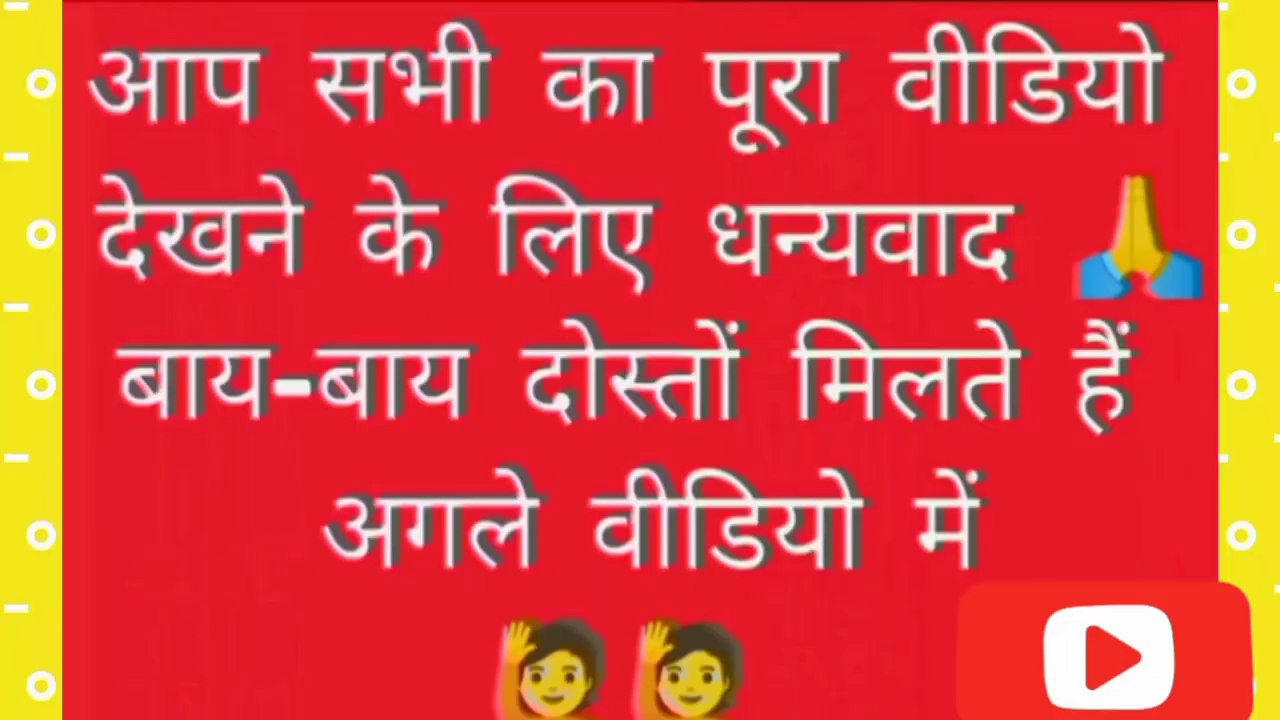 आप सभी का पूरा वीडियो
देखने के लिए धन्यवाद 🙏
बाय-बाय दोस्तों मिलते हैं
अगले वीडियो में
🙋🙋